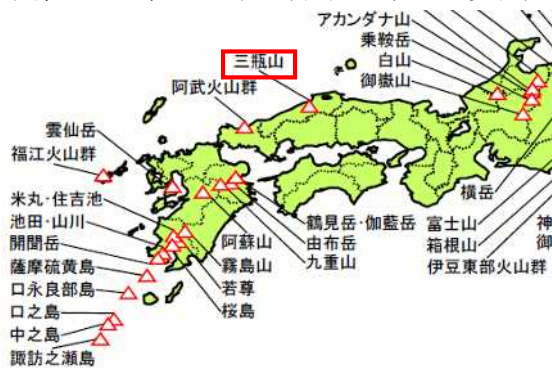 アカンダナ山
乗鞍岳
白山
御嶽山
三瓶山
阿武火山群
雲仙岳
福江火山群
米丸・住吉池
池田・山川
開聞岳
薩摩硫黄島
口永良部島
口之島
中之島
諏訪之瀬島
鶴見岳・伽藍岳
由布岳
九重山
阿蘇山
霧島山
若尊
桜島
横岳
富士山
箱根山
伊豆東部火山群
神
御